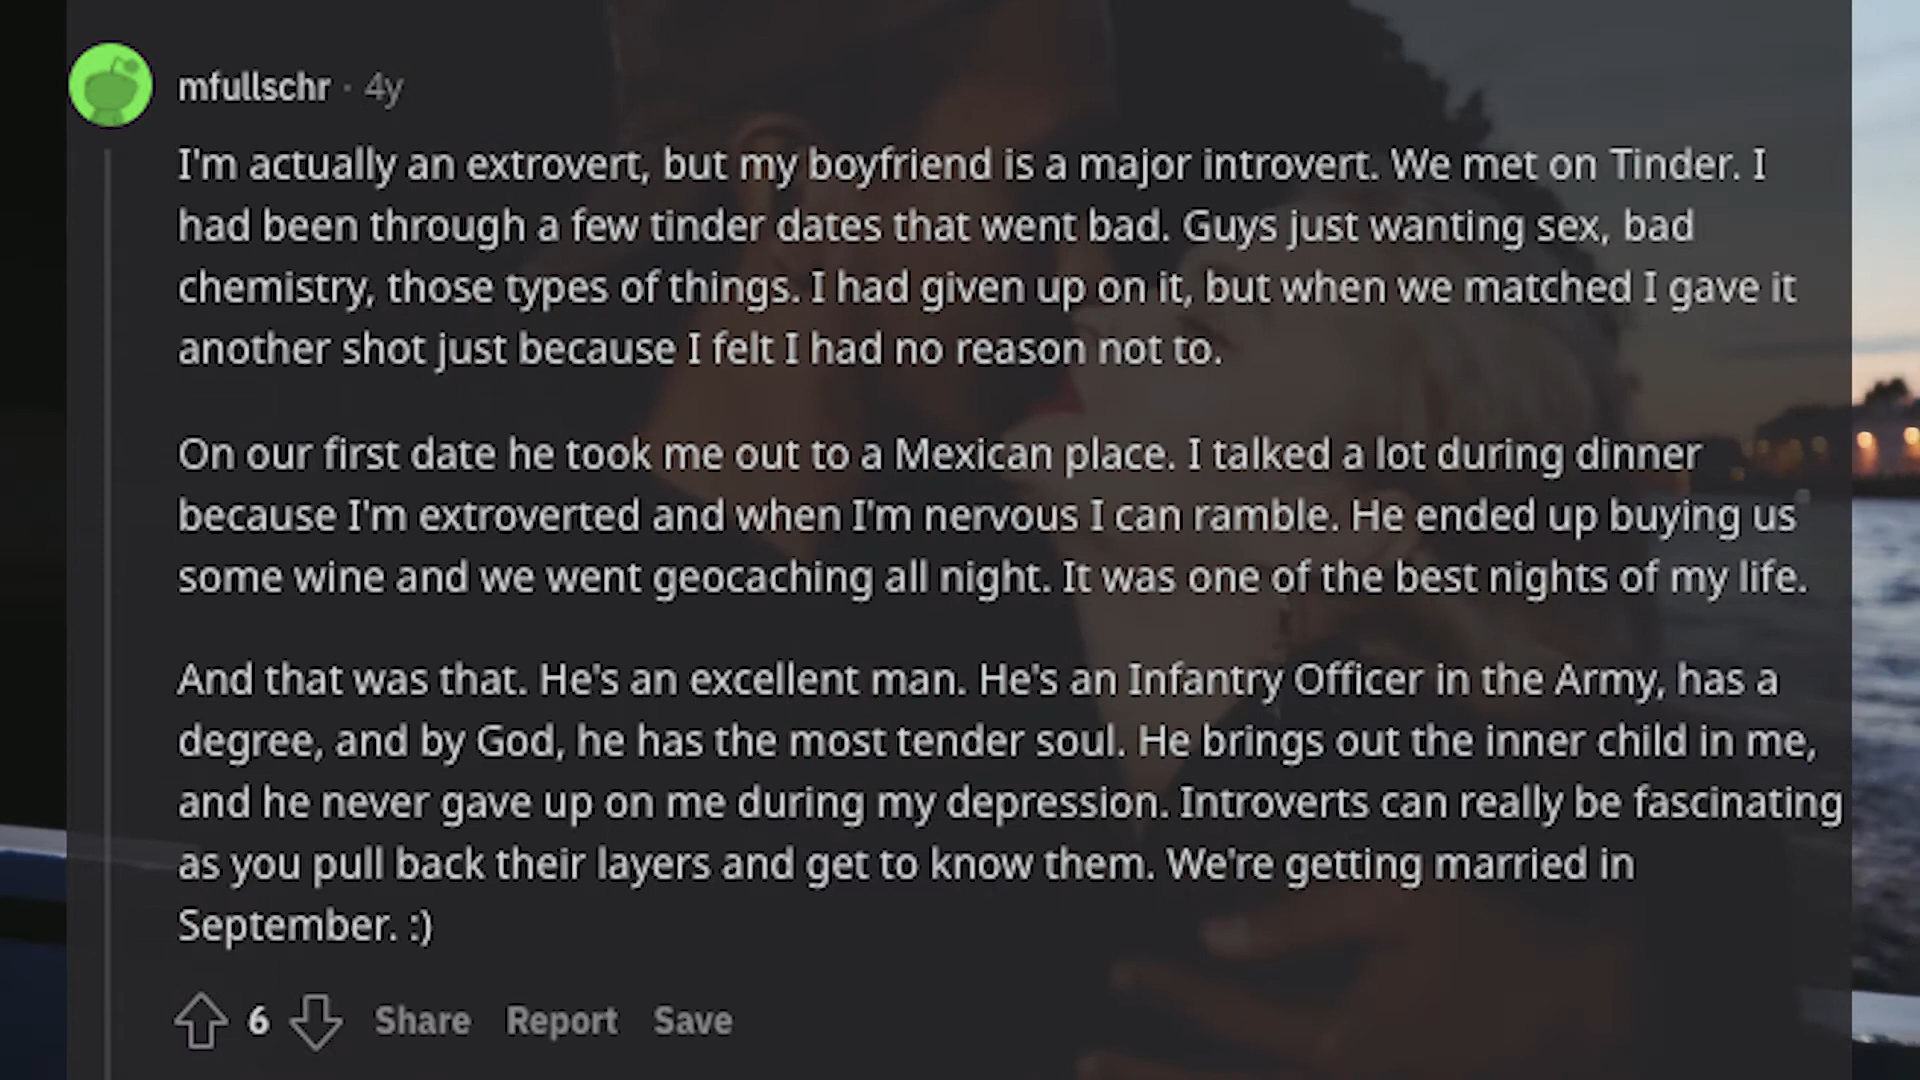 mfullschr · 4y
I'm actually an extrovert, but my boyfriend is a major introvert. We met on Tinder. I
had been through a few tinder dates that went bad. Guys just wanting sex, bad
chemistry, those types of things. I had given up on it, but when we matched I gave it
another shot just because I felt I had no reason not to.
On our first date he took me out to a Mexican place. I talked a lot during dinner
because I'm extroverted and when I'm nervous I can ramble. He ended up buying us
some wine and we went geocaching all night. It was one of the best nights of my life.
And that was that. He's an excellent man. He's an Infantry Officer in the Army, has a
degree, and by God, he has the most tender soul. He brings out the inner child in me,
and he never gave up on me during my depression. Introverts can really be fascinating
as you pull back their layers and get to know them. We're getting married in
September. :)
6 Share Report Save